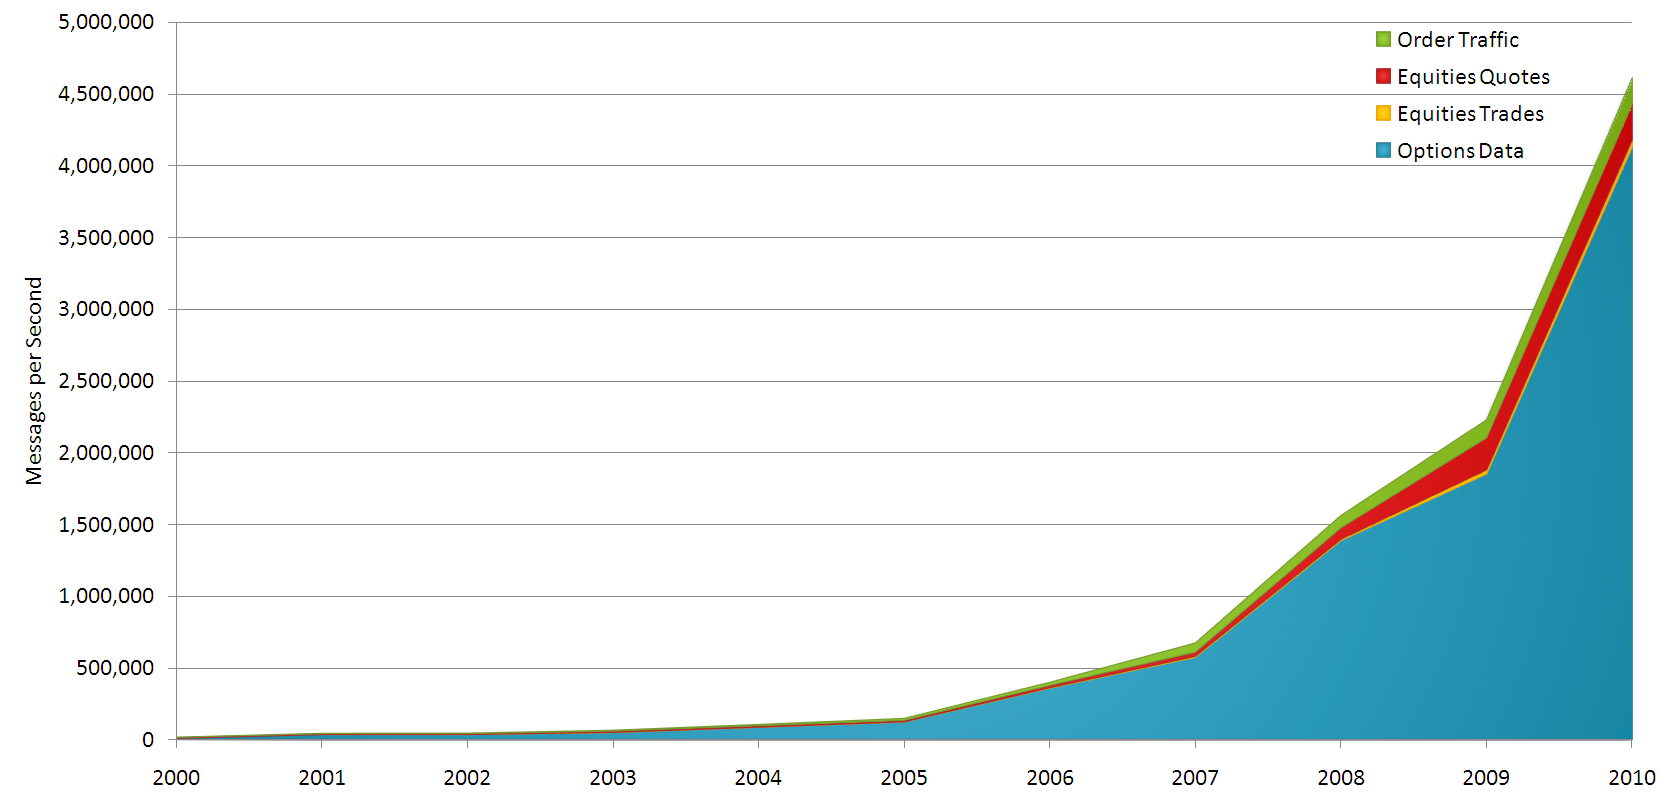 5,000,000
4,500,000
4,000,000
3,500,000
3,000,000
2,500,000
2,000,000
1,500,000
1,000,000
500,000
0
Messages per Second
Order Traffic
Equities Quotes
Equities Trades
Options Data
2000 2001 2002 2003 2004 2005 2006 2007 2008 2009 2010